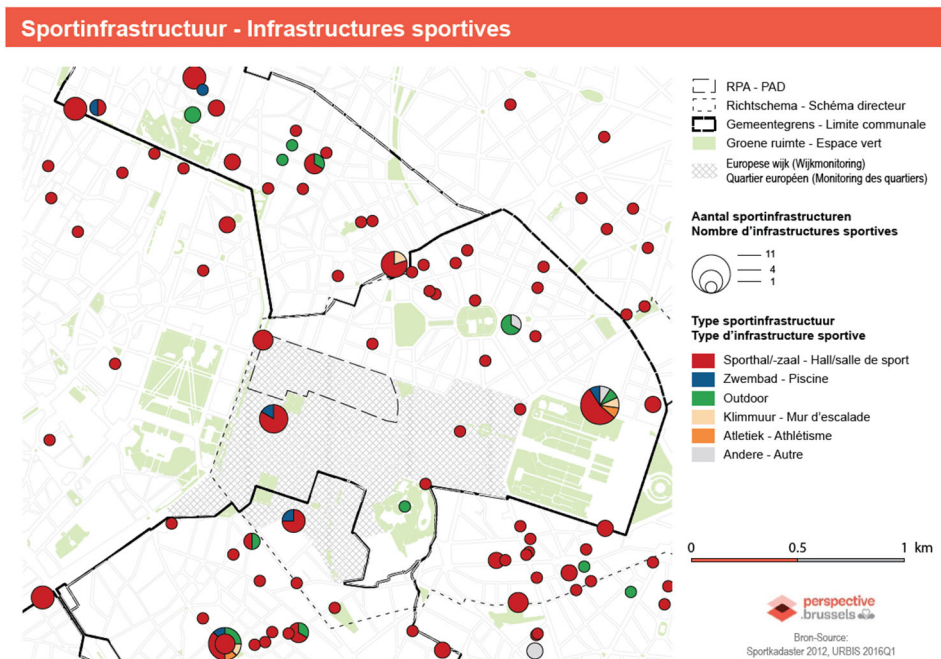 Sportinfrastructuur - Infrastructures sportives
RPA - PAD
Richtschema - Schéma directeur
Gemeentegrens - Limite communale
Groene ruimte - Espace vert
Europese wijk (Wijkmonitoring)
Quartier européen (Monitoring des quartiers)
Aantal sportinfrastructuren
Nombre d'infrastructures sportives
11
4
1
Type sportinfrastructuur
Type d'infrastructure sportive
Sporthal/-zaal - Hall/salle de sport
Zwembad - Piscine
Outdoor
Klimmuur - Mur d'escalade
Atletiek - Athlétisme
Andere - Autre
0 0.5 1 km
perspective
.brussels
Bron-Source:
Sportkadaster 2012, URBIS 2016Q1